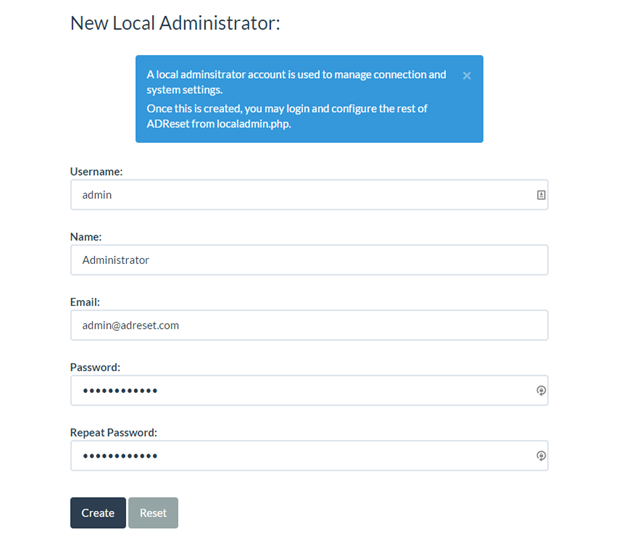 New Local Administrator:
A local adminsitrator account is used to manage connection and
system settings.
Once this is created, you may login and configure the rest of
ADReset from localadmin.php.
×
Username:
admin
Name:
Administrator
Email:
admin@adreset.com
Password:
••••••••••••
Repeat Password:
••••••••••••
Create Reset